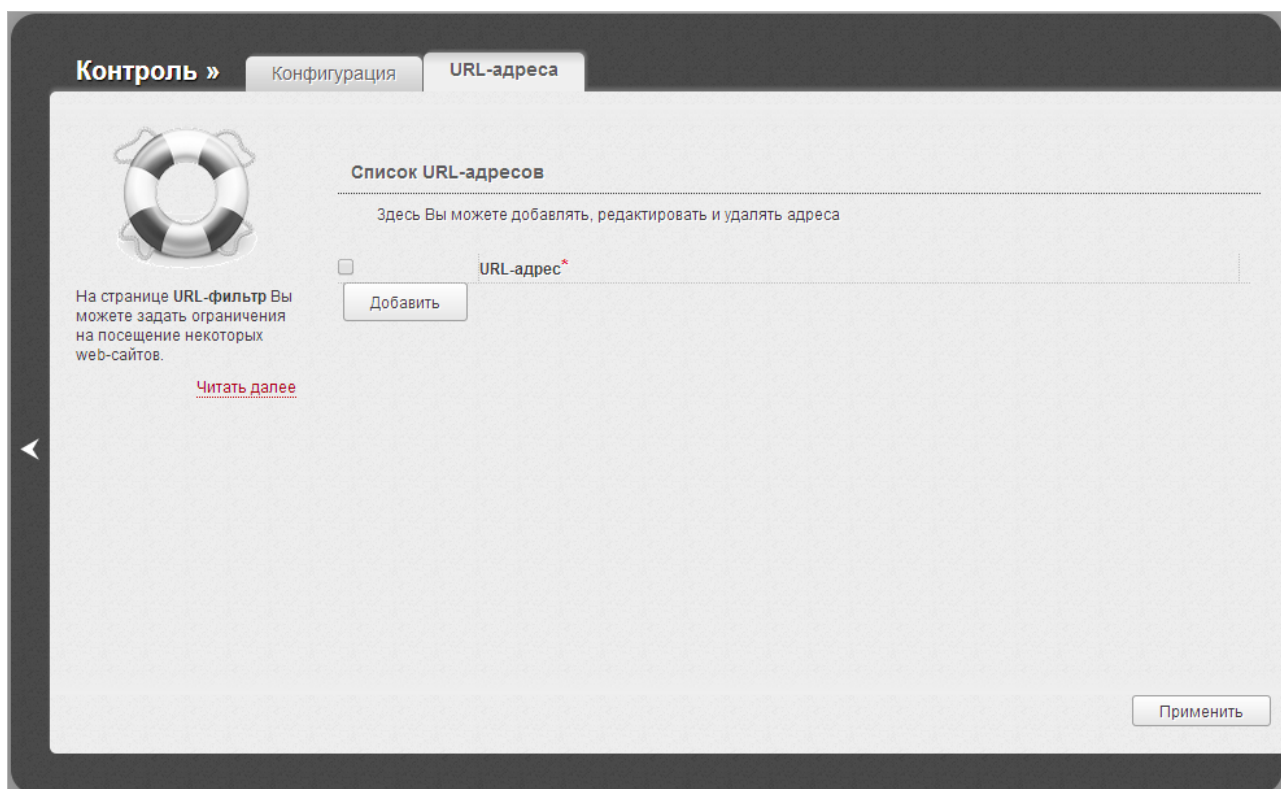 Контроль »
Конфигурация
URL-адреса
На странице URL-фильтр Вы
можете задать ограничения
на посещение некоторых
web-сайтов.
Читать далее
Список URL-адресов
Здесь Вы можете добавлять, редактировать и удалять адреса
URL-адрес*
Добавить
Применить